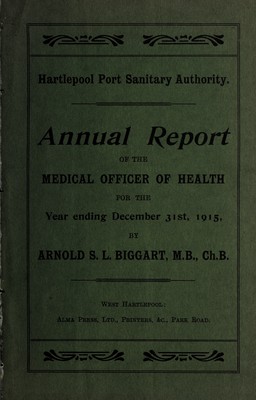 Hartlepool Port Sanitary Authority.
Annual Report
OF THE
MEDICAL OFFICER OF HEALTH
FOR THE
Year ending December 31st, 1915,
BY
ARNOLD S. L. BIGGART, M.B., Ch.B.
WEST HARTLEPOOL:
ALMA PRESS, LTD., PRINTERS, &C., PARK ROAD.